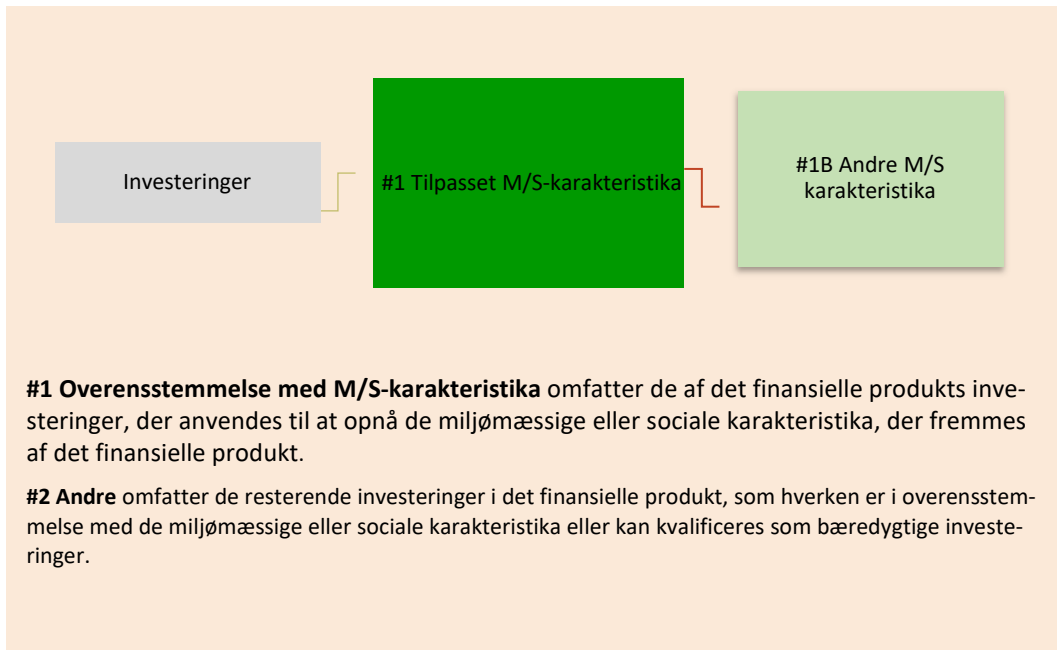 Investeringer
#1 Tilpasset M/S-karakteristika
#1B Andre M/S
karakteristika
#1 Overensstemmelse med M/S-karakteristika omfatter de af det finansielle produkts inve-
steringer, der anvendes til at opnå de miljømæssige eller sociale karakteristika, der fremmes
af det finansielle produkt.
#2 Andre omfatter de resterende investeringer i det finansielle produkt, som hverken er i overensstem-
melse med de miljømæssige eller sociale karakteristika eller kan kvalificeres som bæredygtige investe-
ringer.